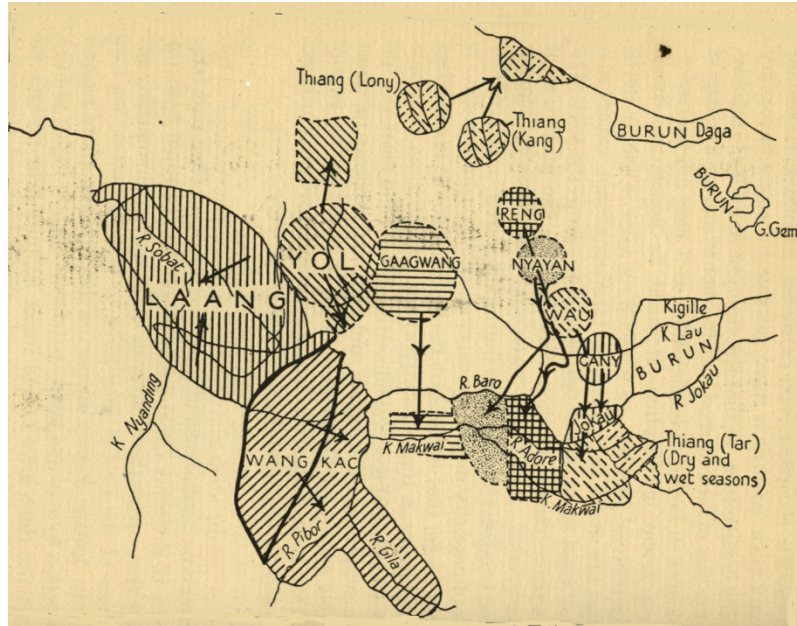 Thiang (Lony)
Thiang
(Kang)
BURUN Daga
BURUN
G.Gem
RENG
NYAYAN
WAU
GANY
YOL
GAAGWANG
R. Sobat
LAANG
Kigille
K Lau
BURUN
R Jokau
R. Baro
Jokau
K Nyanding
K Makwai
R Adore
Thiang (Tar)
(Dry and
wet seasons)
WANG KAC
K. Makwai
R. Pibor
R. Gila